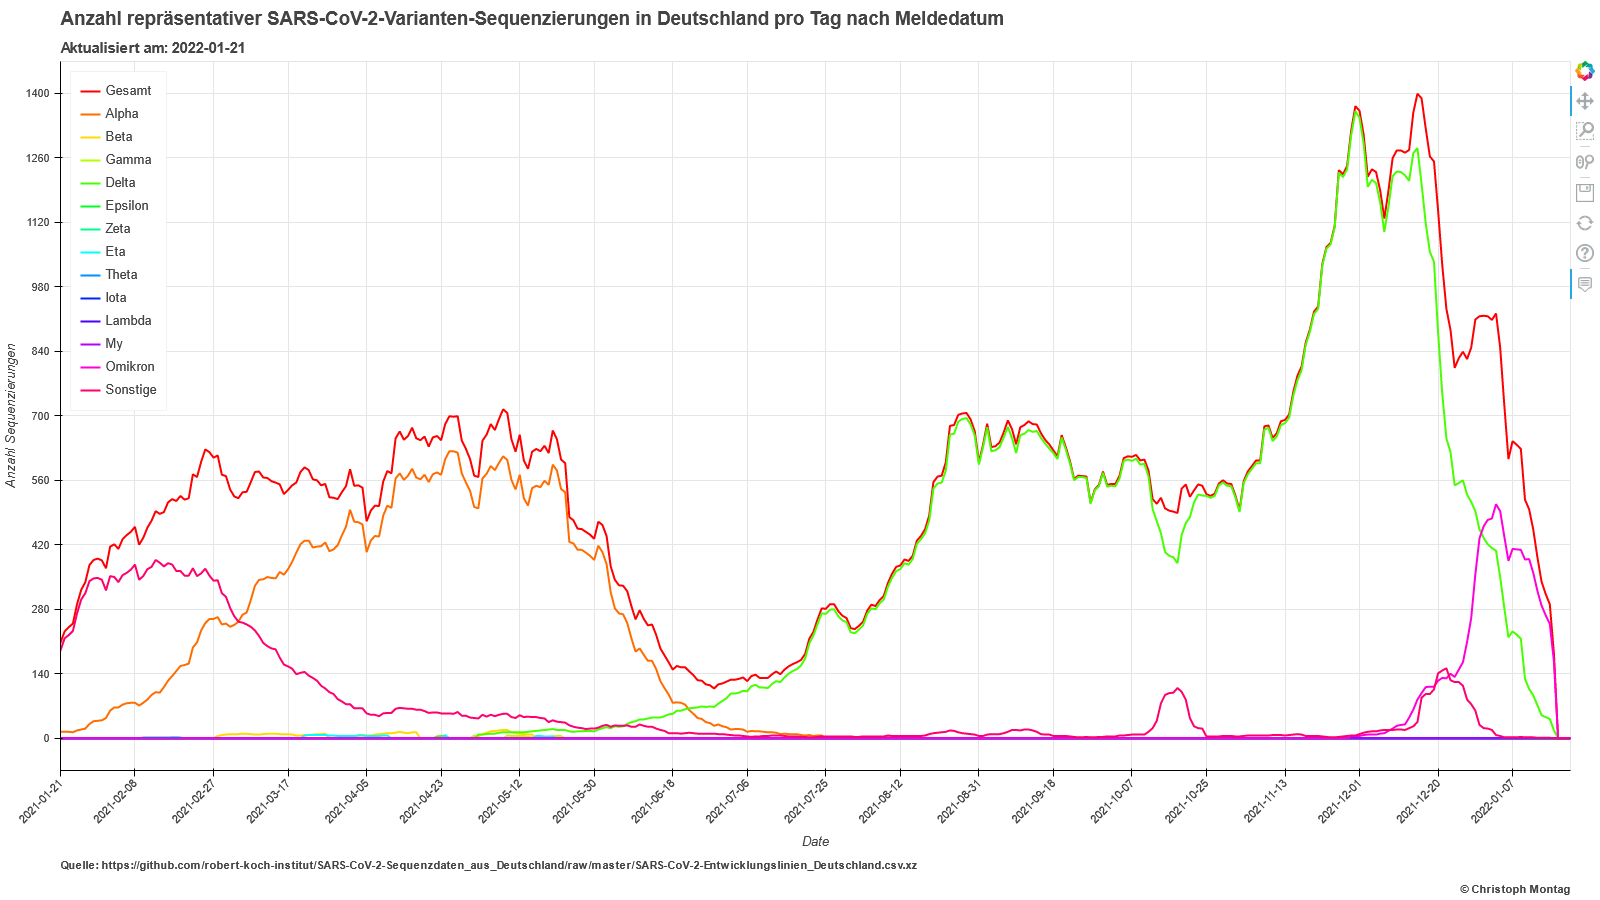 Anzahl repräsentativer SARS-CoV-2-Varianten-Sequenzierungen in Deutschland pro Tag nach Meldedatum
Aktualisiert am: 2022-01-21
Gesamt
Alpha
Beta
Gamma
Delta
Epsilon
Zeta
Eta
Theta
Iota
Lambda
My
Omikron
Sonstige
Anzahl Sequenzierungen
1400
1260
1120
980
840
700
560
420
280
140
0
2021-01-21
2021-02-08
2021-02-27
2021-03-17
2021-04-05
2021-04-23
2021-05-12
2021-05-30
2021-06-18
2021-07-06
2021-07-25
2021-08-12
2021-08-31
2021-09-18
2021-10-07
2021-10-25
2021-11-13
2021-12-01
2021-12-20
2022-01-07
Date
Quelle: https://github.com/robert-koch-institut/SARS-CoV-2-Sequenzdaten_aus_Deutschland/raw/master/SARS-CoV-2-Entwicklungslinien_Deutschland.csv.xz
© Christoph Montag